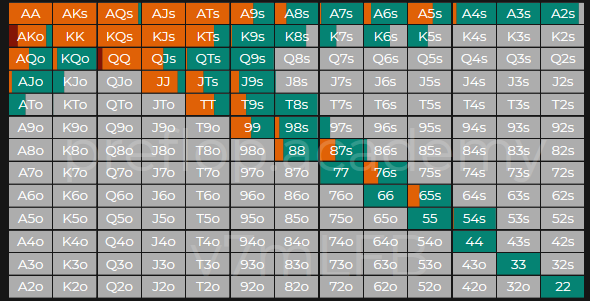 AA AKs AQs AJs ATs A9s A8s A7s A6s A5s A4s A3s A2s
AKo KK KQs KJs KTs K9s K8s K7s K6s K5s K4s K3s K2s
AQo KQo QQ QJs QTs Q9s Q8s Q7s Q6s Q5s Q4s Q3s Q2s
AJo KJo QJo JJ JTs J9s J8s J7s J6s J5s J4s J3s J2s
ATo KTo QTo JTo TT T9s T8s T7s T6s T5s T4s T3s T2s
A9o K9o Q9o J9o T9o 99 98s 97s 96s 95s 94s 93s 92s
A8o K8o Q8o J8o T8o 98o 88 87s 86s 85s 84s 83s 82s
preflop.academy
A7o K7o Q7o J7o T7o 97o 87o 77 76s 75s 74s 73s 72s
A6o K6o Q6o J6o T6o 96o 86o 76o 66 65s 64s 63s 62s
A5o K5o Q5o J5o T5o 95o 85o 75o 65o 55 54s 53s 52s
A4o K4o Q4o J4o T4o 94o 84o 74o 64o 54o 44 43s 42s
A3o K3o Q3o J3o T3o 93o 83o 73o 63o 53o 43o 33 32s
A2o K2o Q2o J2o T2o 92o 82o 72o 62o 52o 42o 32o 22